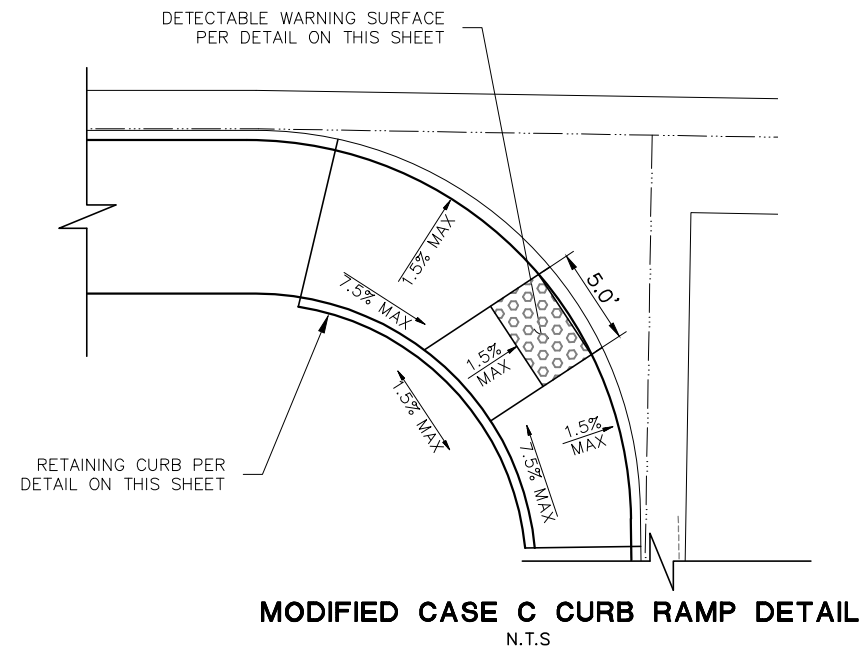 DETECTABLE WARNING SURFACE
PER DETAIL ON THIS SHEET
5.0'
1.5% MAX
7.5% MAX
1.5%
MAX
1.5%
MAX
1.5% MAX
7.5% MAX
RETAINING CURB PER
DETAIL ON THIS SHEET
MODIFIED CASE C CURB RAMP DETAIL
N.T.S